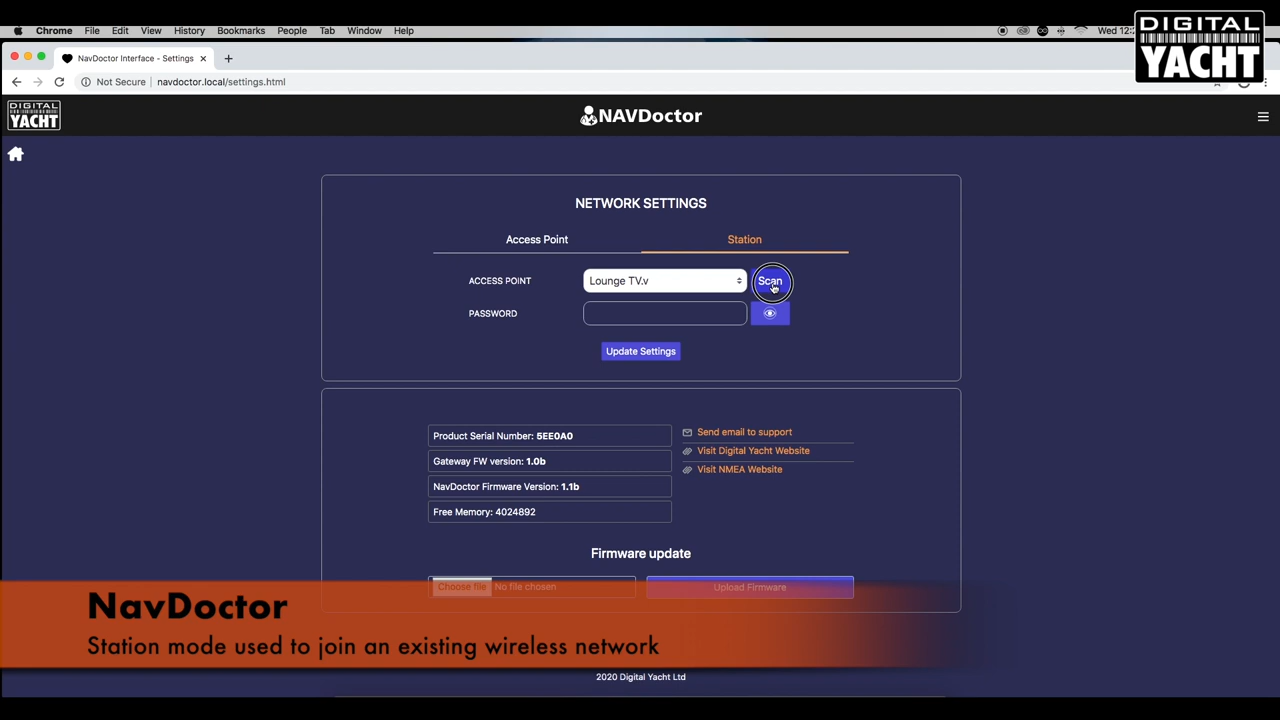 Chrome File Edit View History Bookmarks People Tab Window Help
Wed 12:2
DIGITAL
YACHT
NavDoctor Interface - Settings
Not Secure navdoctor.local/settings.html
DIGITAL
YACHT
NAVDoctor
NETWORK SETTINGS
Access Point Station
ACCESS POINT Lounge TV.v Scan
PASSWORD
Update Settings
Product Serial Number: 5EE0A0
Gateway FW version: 1.0b
NavDoctor Firmware Version: 1.1b
Free Memory: 4024892
Send email to support
Visit Digital Yacht Website
Visit NMEA Website
Firmware update
Choose file No file chosen Upload Firmware
NavDoctor
Station mode used to join an existing wireless network
2020 Digital Yacht Ltd